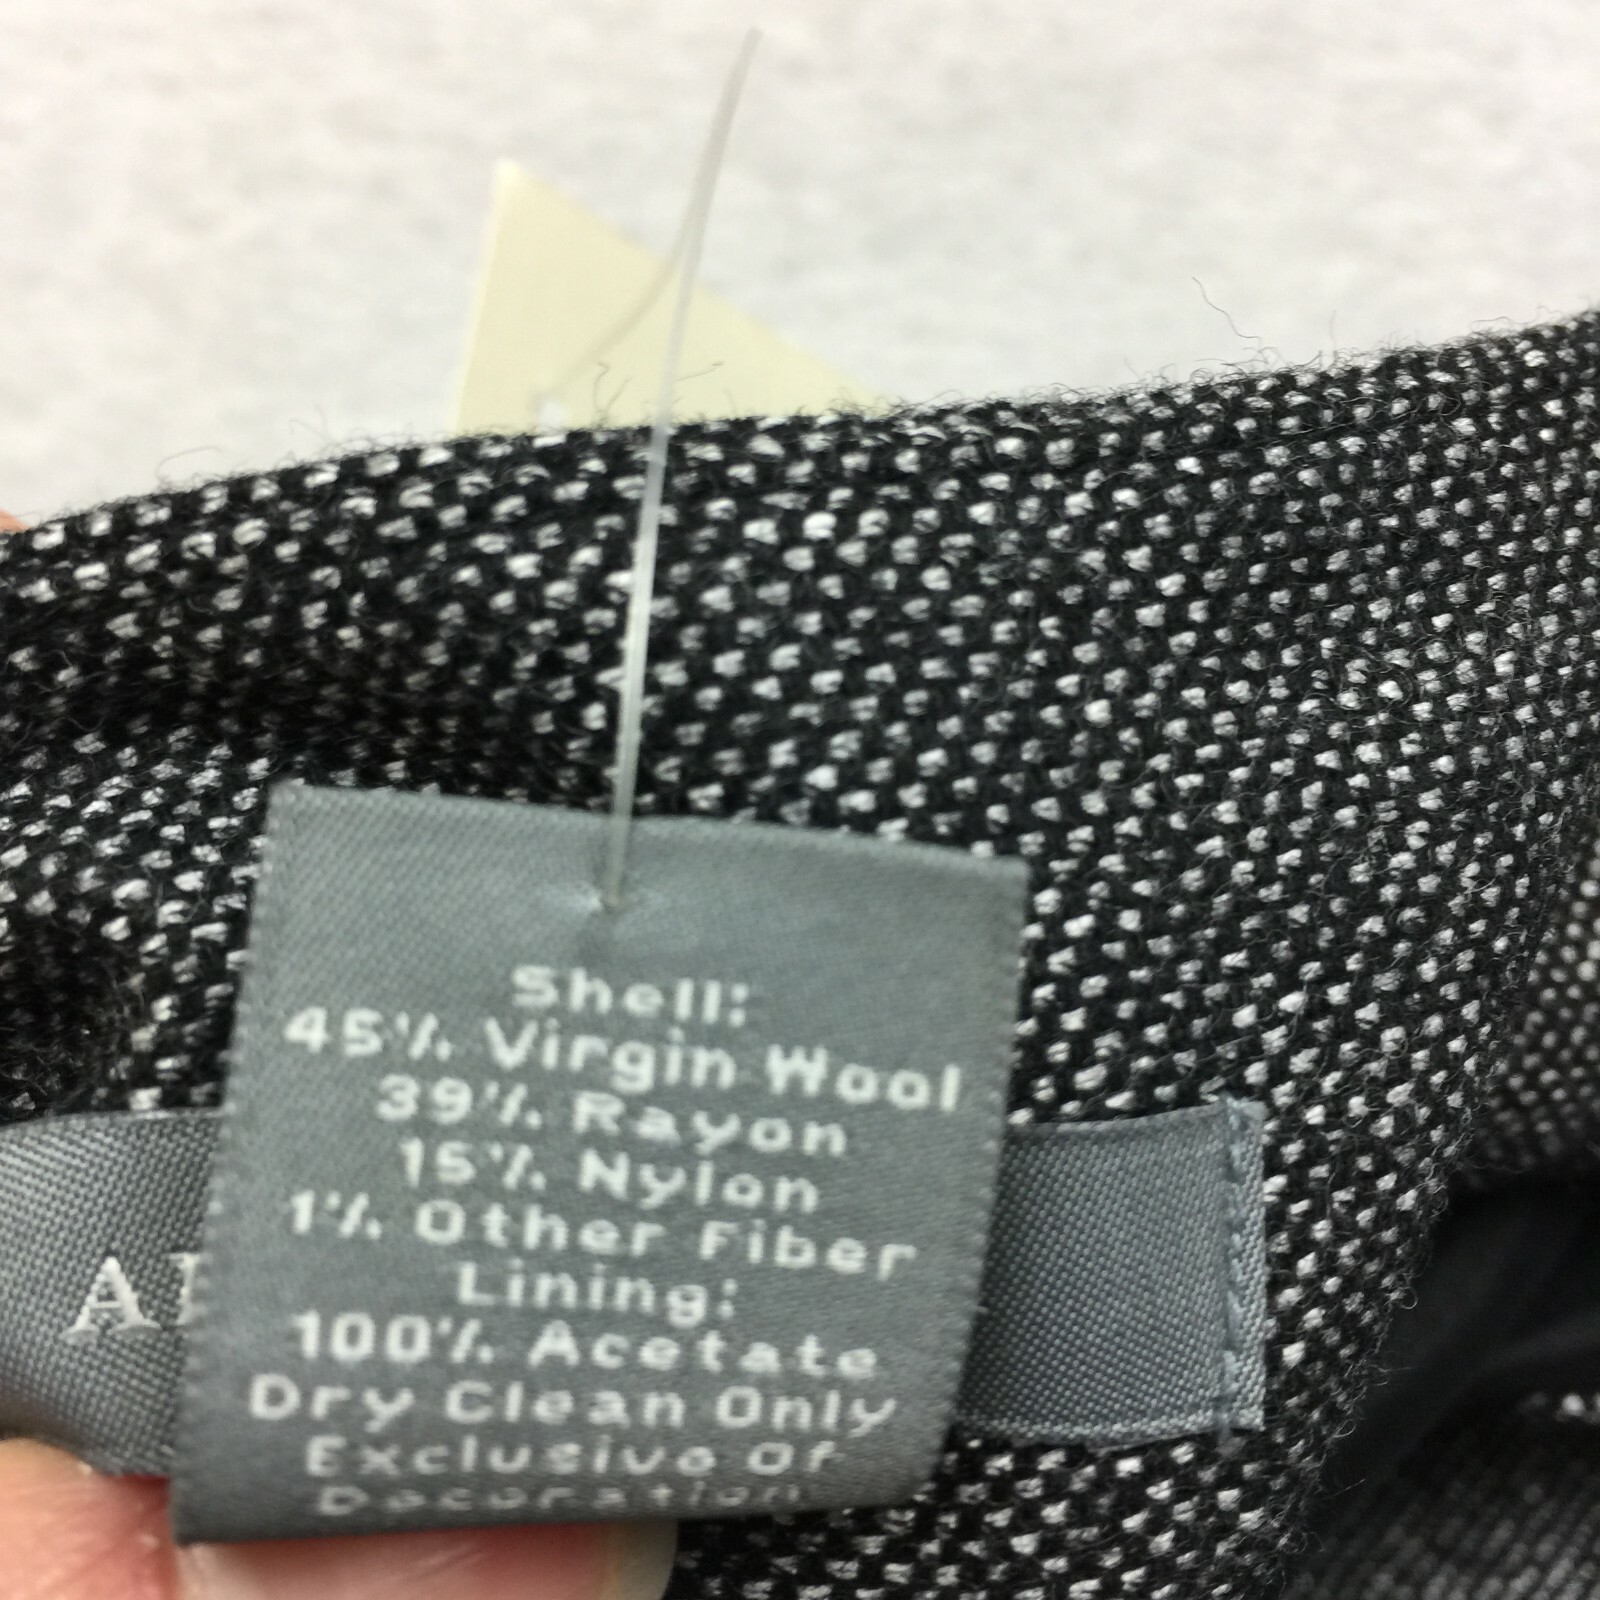 Shell:
45% Virgin Wool
39% Rayon
15% Nylon
1% Other Fiber
Lining:
100% Acetate
Dry Clean Only
Exclusive Of
Decoration